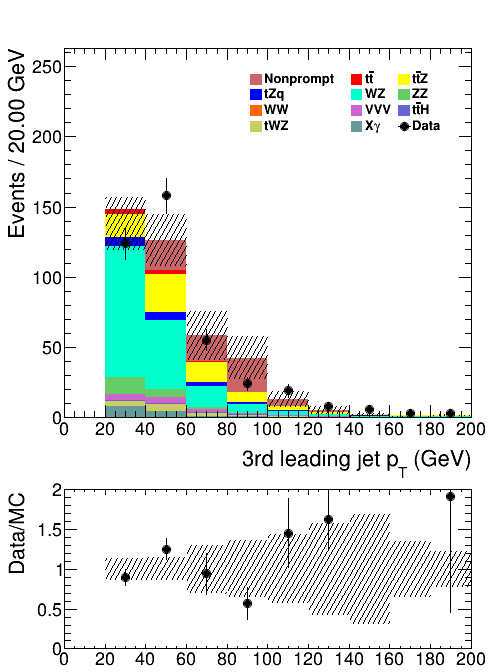 Events / 20.00 GeV
250
200
150
100
50
0
Nonprompt tt̄ tt̄Z
tZq WZ ZZ
WW VVV tt̄H
tWZ Xγ Data
0 20 40 60 80 100 120 140 160 180 200
3rd leading jet p_T (GeV)
Data/MC
2
1.5
1
0.5
0
0 20 40 60 80 100 120 140 160 180 200